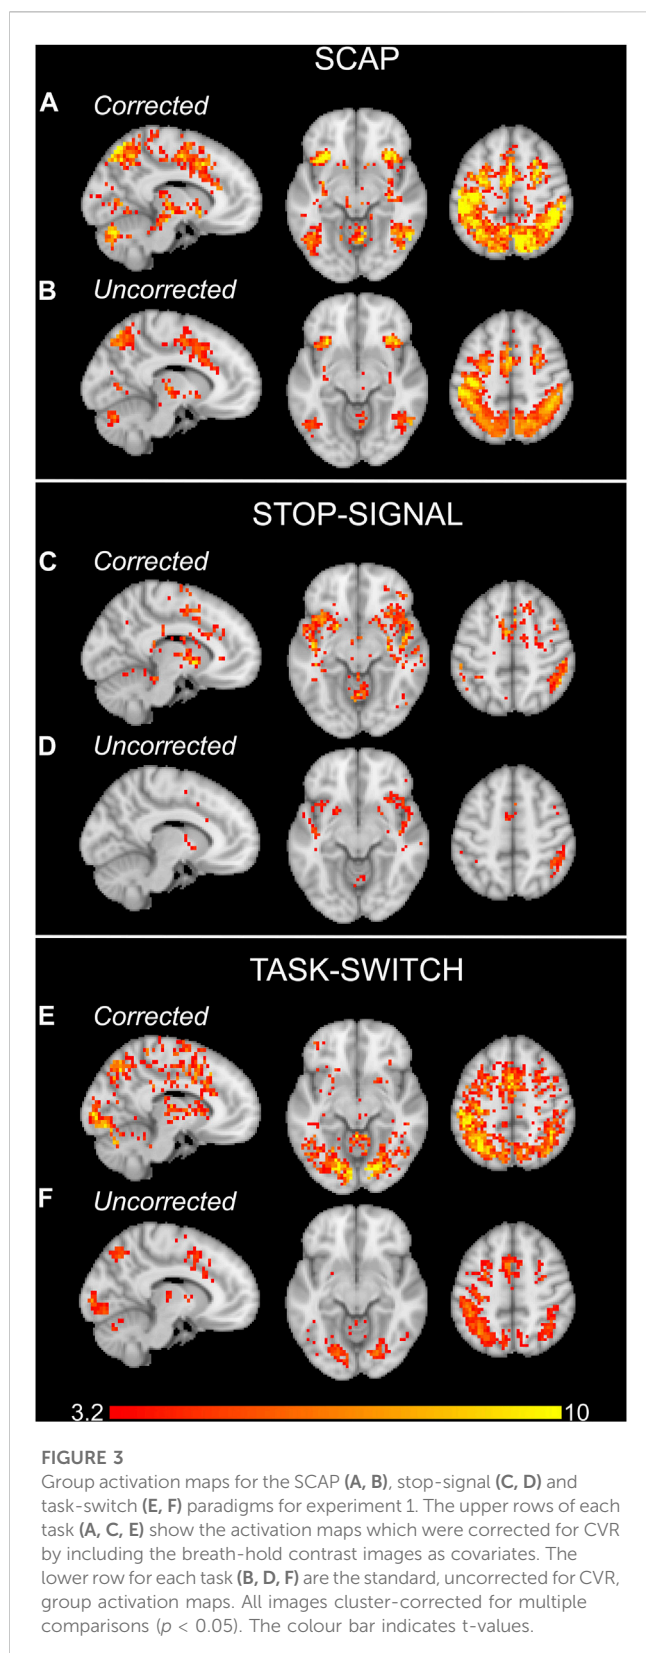 SCAP
A Corrected
B Uncorrected
STOP-SIGNAL
C Corrected
D Uncorrected
TASK-SWITCH
E Corrected
F Uncorrected
3.2 10
FIGURE 3
Group activation maps for the SCAP (A, B), stop-signal (C, D) and
task-switch (E, F) paradigms for experiment 1. The upper rows of each
task (A, C, E) show the activation maps which were corrected for CVR
by including the breath-hold contrast images as covariates. The
lower row for each task (B, D, F) are the standard, uncorrected for CVR,
group activation maps. All images cluster-corrected for multiple
comparisons (p < 0.05). The colour bar indicates t-values.